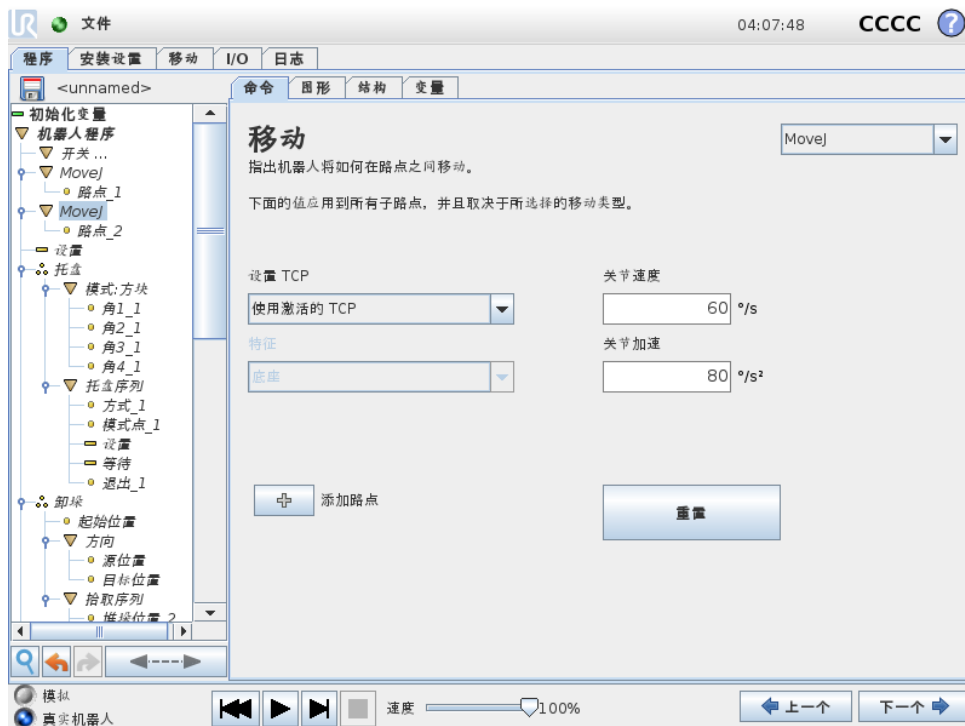 UR 文件 04:07:48 CCCC ?
程序 安装设置 移动 I/O 日志
<unnamed>
命令 图形 结构 变量
初始化变量
机器人程序
开关 ...
MoveJ
路点_1
MoveJ
路点_2
设置
托盘
模式:方块
角1_1
角2_1
角3_1
角4_1
托盘序列
方式_1
模式点_1
设置
等待
退出_1
卸垛
起始位置
方向
源位置
目标位置
拾取序列
堆垛位置_2
移动
MoveJ
指出机器人将如何在路点之间移动。
下面的值应用到所有子路点，并且取决于所选择的移动类型。
设置 TCP
使用激活的 TCP
特征
底座
关节速度
60 °/s
关节加速
80 °/s²
添加路点
重置
模拟
真实机器人
速度 100%
上一个 下一个